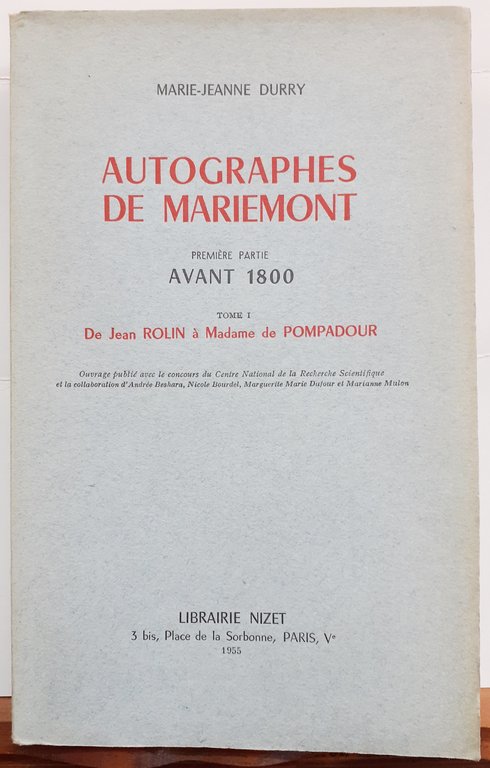 MARIE-JEANNE DURRY
AUTOGRAPHES
DE MARIEMONT
PREMIÈRE PARTIE
AVANT 1800
TOME I
De Jean ROLIN à Madame de POMPADOUR
Ouvrage publié avec le concours du Centre National de la Recherche Scientifique
et la collaboration d'Andrée Beshara, Nicole Bourdel, Marguerite Marie Dufour et Marianne Mulon
LIBRAIRIE NIZET
3 bis, Place de la Sorbonne, PARIS, Ve
1955